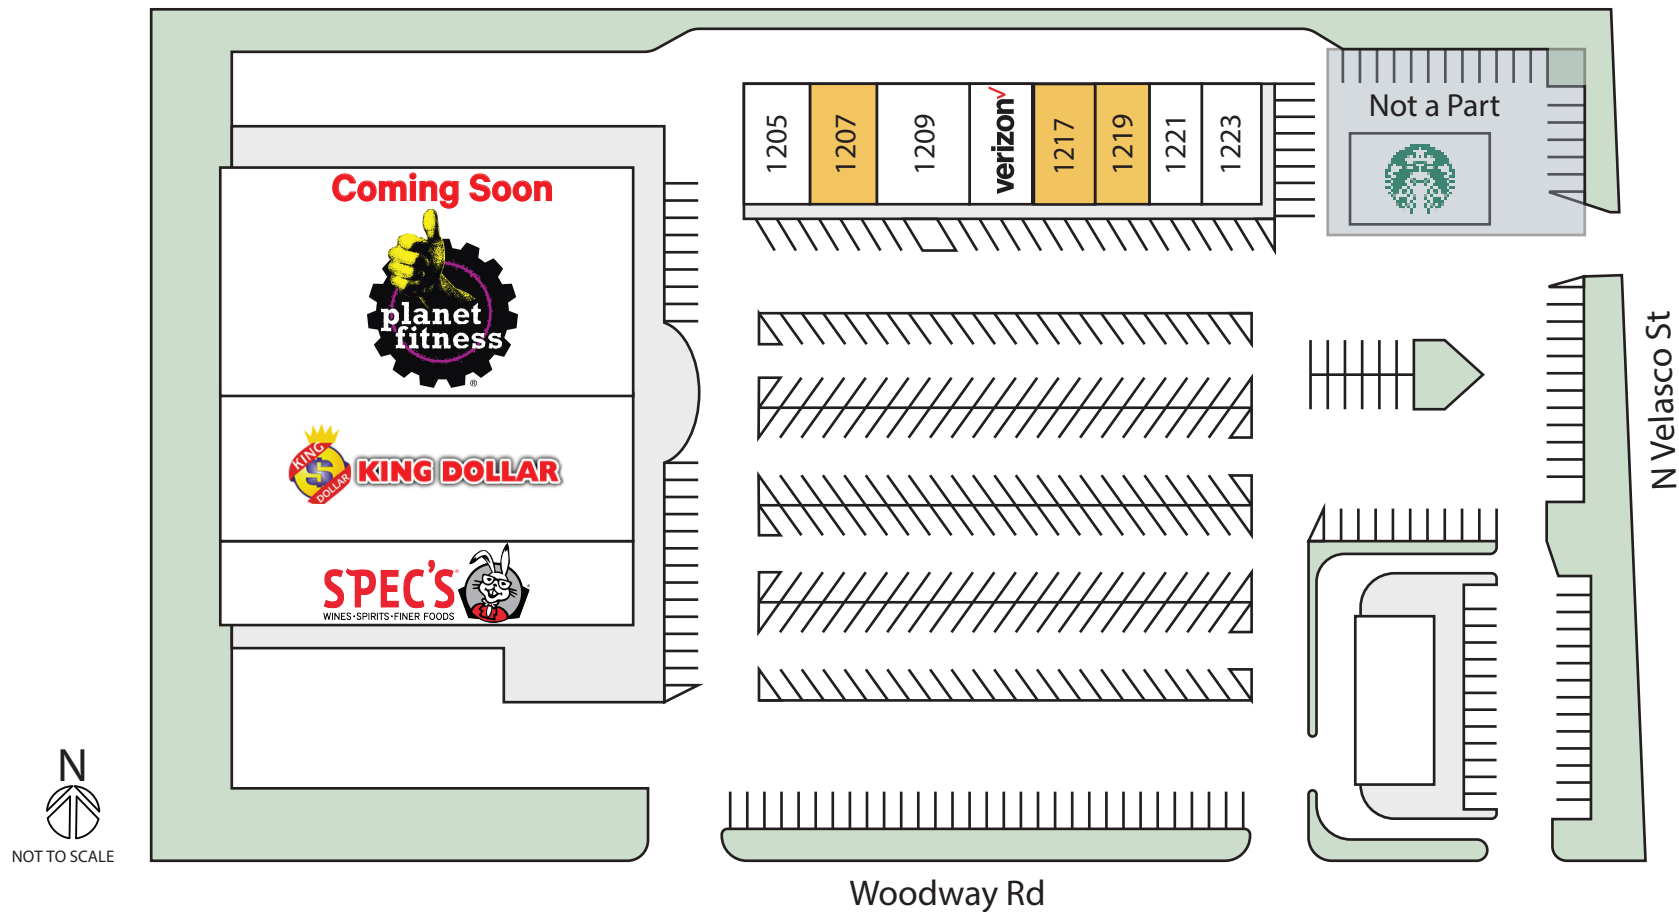 Coming Soon
planet
fitness
®
KING
$
DOLLAR
KING DOLLAR
SPEC'S
WINES•SPIRITS•FINER FOODS
1205
1207
1209
verizon✓
1217
1219
1221
1223
Not a Part
N Velasco St
N
NOT TO SCALE
Woodway Rd